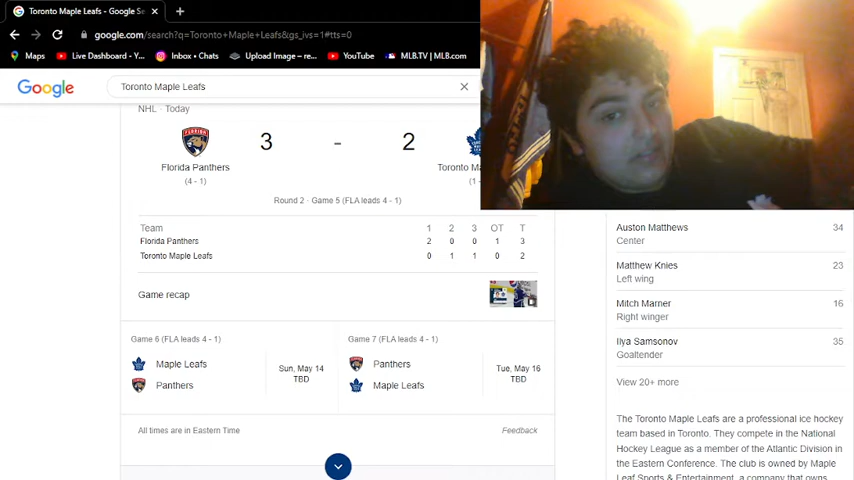 Toronto Maple Leafs - Google Se
google.com/search?q=Toronto+Maple+Leafs&gs_ivs=1#tts=0
Maps
Live Dashboard - Y...
Inbox • Chats
Upload Image – re...
YouTube
MLB.TV | MLB.com
Google
Toronto Maple Leafs
NHL · Today
3 - 2
Florida Panthers
Toronto Ma
(4 - 1)
(1 -
Round 2 · Game 5 (FLA leads 4 - 1)
Team 1 2 3 OT T
Florida Panthers 2 0 0 1 3
Toronto Maple Leafs 0 1 1 0 2
Game recap
Game 6 (FLA leads 4 - 1)
Maple Leafs
Panthers
Sun, May 14
TBD
Game 7 (FLA leads 4 - 1)
Panthers
Maple Leafs
Tue, May 16
TBD
All times are in Eastern Time
Feedback
Auston Matthews 34
Center
Matthew Knies 23
Left wing
Mitch Marner 16
Right winger
Ilya Samsonov 35
Goaltender
View 20+ more
The Toronto Maple Leafs are a professional ice hockey
team based in Toronto. They compete in the National
Hockey League as a member of the Atlantic Division in
the Eastern Conference. The club is owned by Maple
Leaf Sports & Entertainment, a company that owns